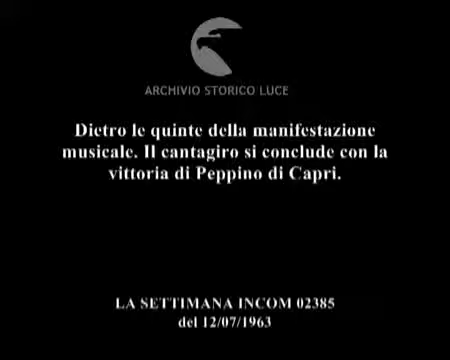 ARCHIVIO STORICO LUCE
Dietro le quinte della manifestazione
musicale. Il cantagiro si conclude con la
vittoria di Peppino di Capri.
LA SETTIMANA INCOM 02385
del 12/07/1963